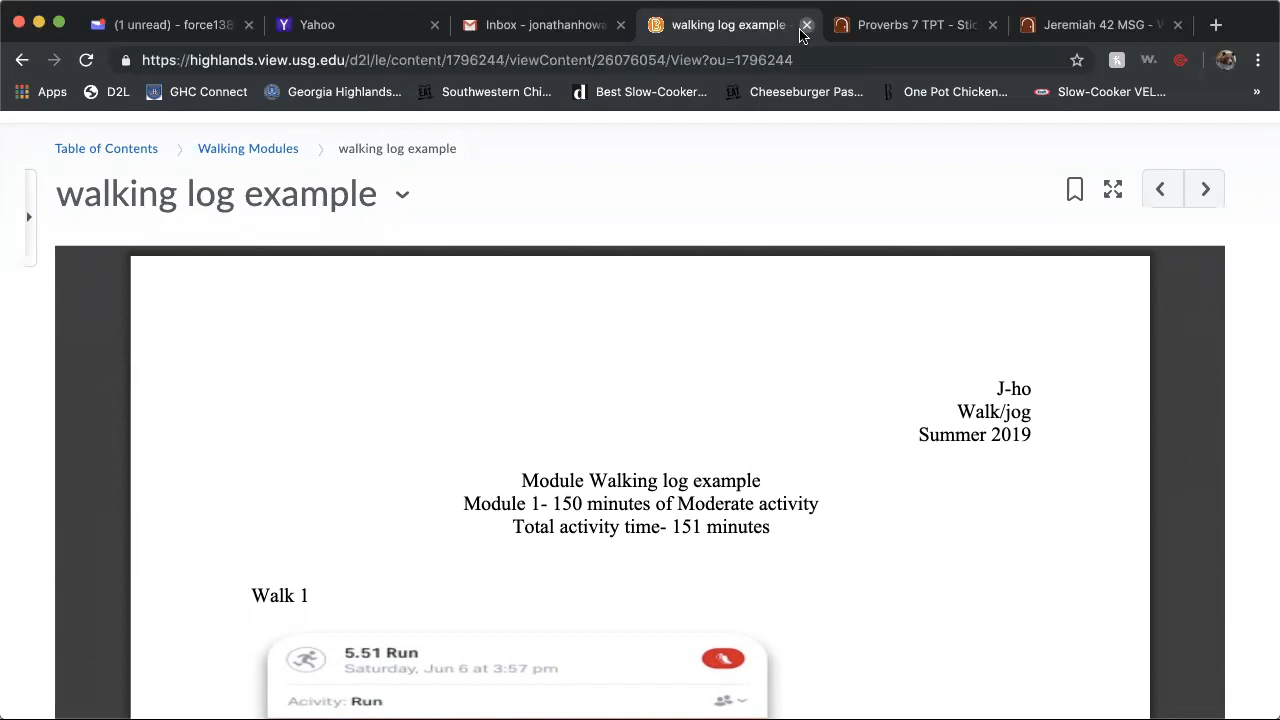 (1 unread) - force138
Yahoo
Inbox - jonathanhowa
walking log example -
Proverbs 7 TPT - Stic
Jeremiah 42 MSG - W
https://highlands.view.usg.edu/d2l/le/content/1796244/viewContent/26076054/View?ou=1796244
Apps
D2L
GHC Connect
Georgia Highlands...
Southwestern Chi...
Best Slow-Cooker...
Cheeseburger Pas...
One Pot Chicken...
Slow-Cooker VEL...
»
Table of Contents
Walking Modules
walking log example
walking log example
J-ho
Walk/jog
Summer 2019
Module Walking log example
Module 1- 150 minutes of Moderate activity
Total activity time- 151 minutes
Walk 1
5.51 Run
Saturday, Jun 6 at 3:57 pm
Acivity: Run